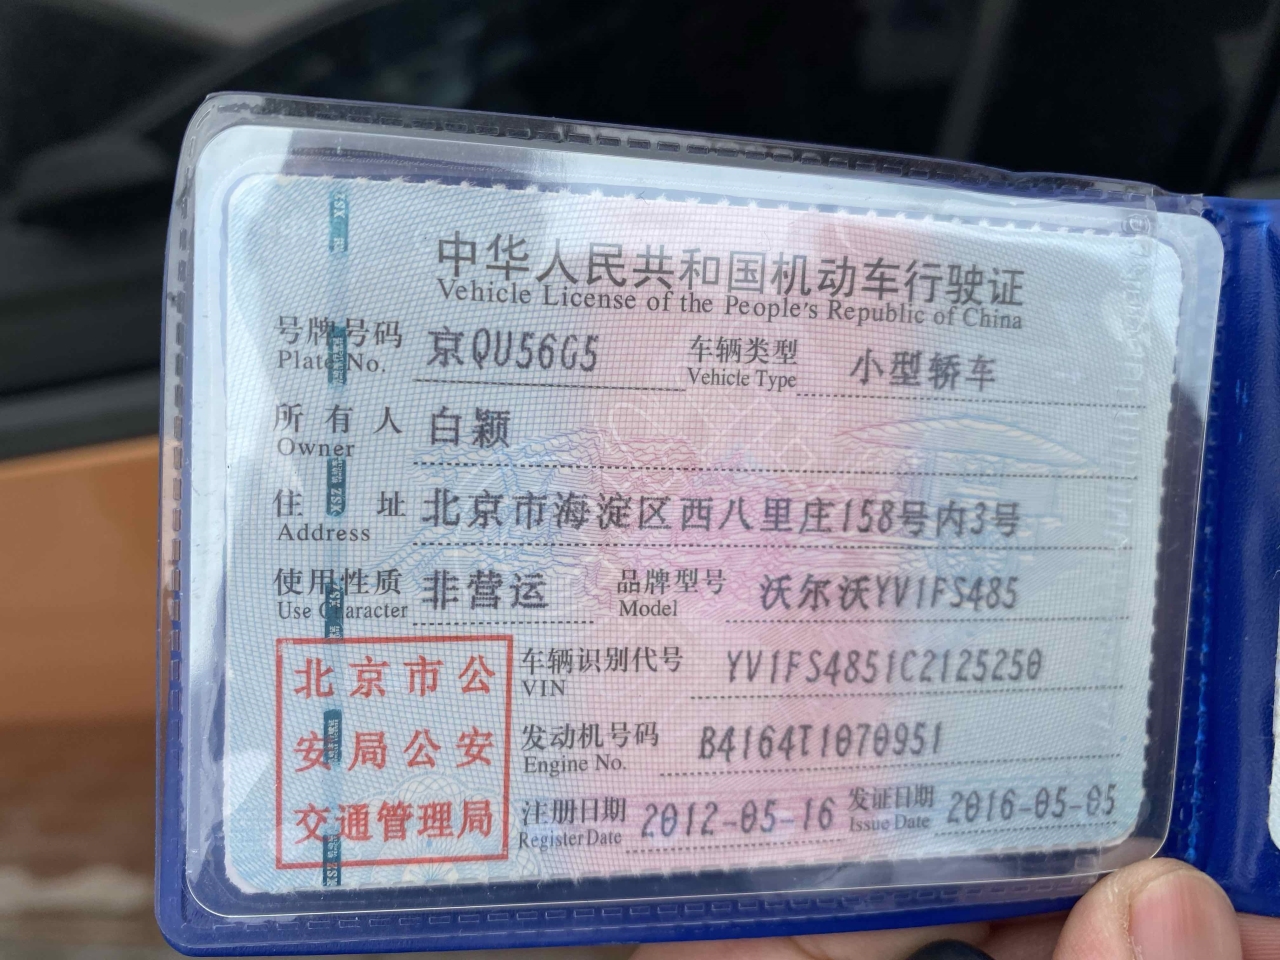 中华人民共和国机动车行驶证
Vehicle License of the People's Republic of China
号牌号码 京QU56G5 车辆类型 小型轿车
Plate No. Vehicle Type
所有人 白颖
Owner
住址 北京市海淀区西八里庄158号内3号
Address
使用性质 非营运 品牌型号 沃尔沃YV1FS485
Use Character Model
北京市公
安局公安
交通管理局
车辆识别代号 YV1FS4851C2125250
VIN
发动机号码 B4164T1070951
Engine No.
注册日期 2012-05-16 发证日期 2016-05-05
Register Date Issue Date